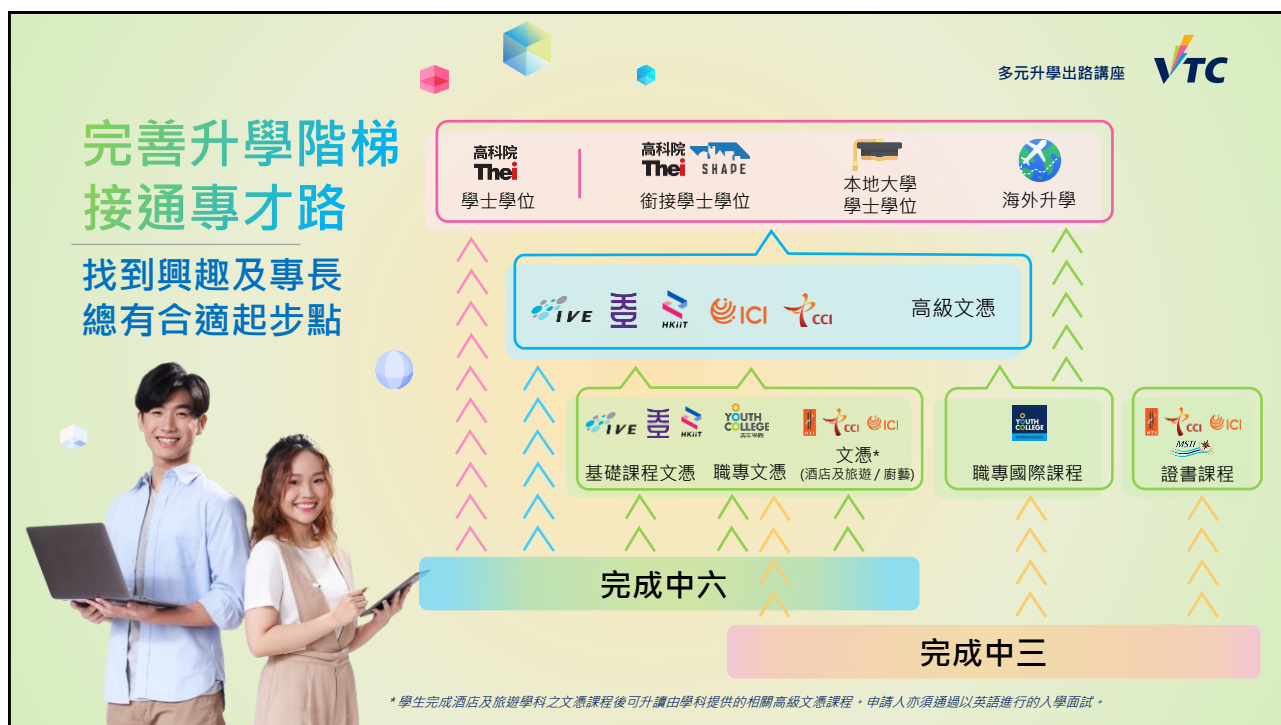 多元升學出路講座
VTC
完善升學階梯
接通專才路
找到興趣及專長
總有合適起步點
高科院
Thei
學士學位
高科院
Thei SHAPE
銜接學士學位
本地大學
學士學位
海外升學
IVE
HKIIT
ICI
CCI
高級文憑
IVE
HKIIT
基礎課程文憑
YOUTH
COLLEGE
青年學院
職專文憑
CCI
ICI
文憑*
(酒店及旅遊 / 廚藝)
YOUTH
COLLEGE
INTERNATIONAL
職專國際課程
CCI
ICI
MSTI
證書課程
完成中六
完成中三
* 學生完成酒店及旅遊學科之文憑課程後可升讀由學科提供的相關高級文憑課程。申請人亦須通過以英語進行的入學面試。